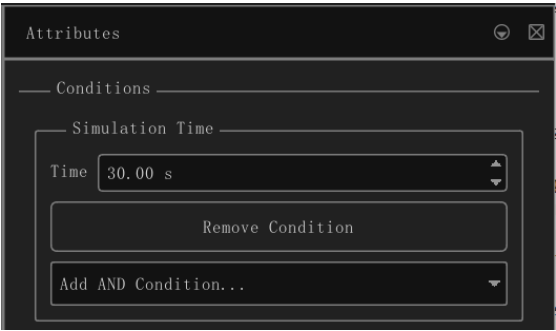 Attributes
Conditions
Simulation Time
Time 30.00 s
Remove Condition
Add AND Condition...